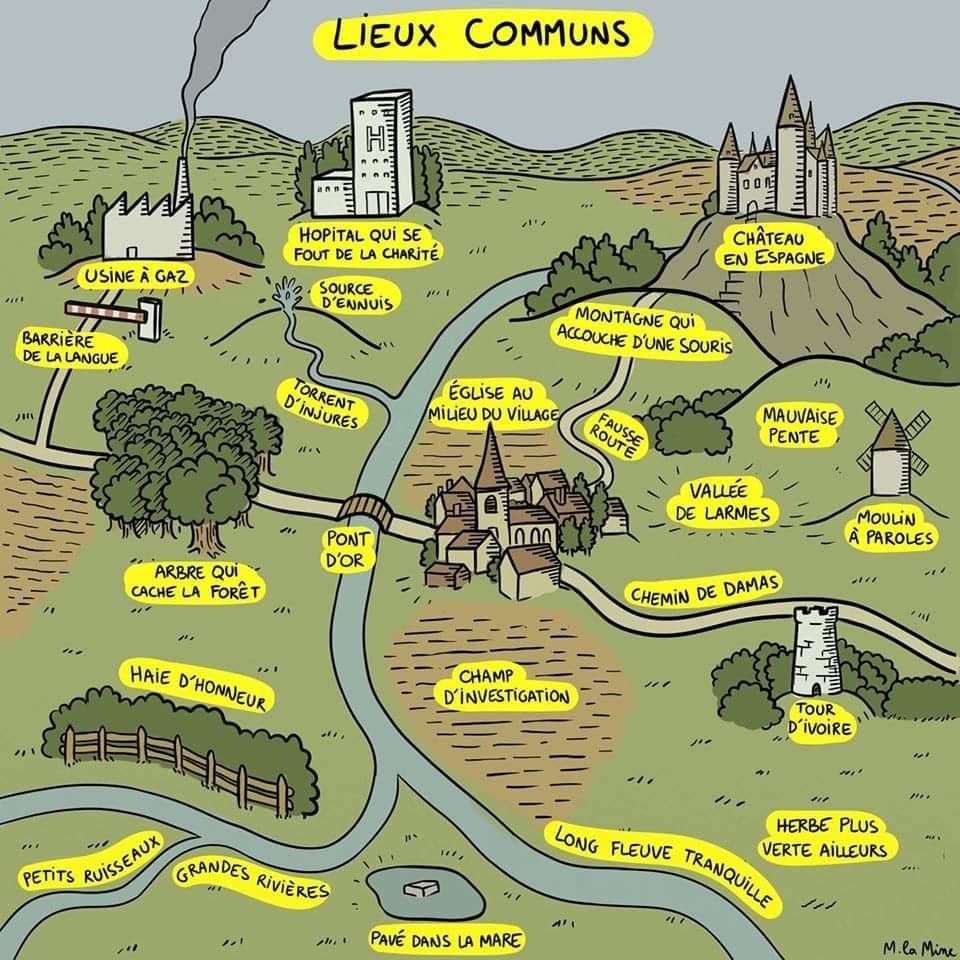 LIEUX COMMUNS
H
HOPITAL QUI SE
FOUT DE LA CHARITÉ
CHÂTEAU
EN ESPAGNE
USINE À GAZ
SOURCE
D'ENNUIS
BARRIÈRE
DE LA LANGUE
MONTAGNE QUI
ACCOUCHE D'UNE SOURIS
TORRENT
D'INJURES
ÉGLISE AU
MILIEU DU VILLAGE
FAUSSE
ROUTE
MAUVAISE
PENTE
VALLÉE
DE LARMES
MOULIN
À PAROLES
PONT
D'OR
ARBRE QUI
CACHE LA FORÊT
CHEMIN DE DAMAS
HAIE D'HONNEUR
CHAMP
D'INVESTIGATION
TOUR
D'IVOIRE
HERBE PLUS
VERTE AILLEURS
LONG FLEUVE TRANQUILLE
PETITS RUISSEAUX
GRANDES RIVIÈRES
PAVÉ DANS LA MARE
M. la Mine